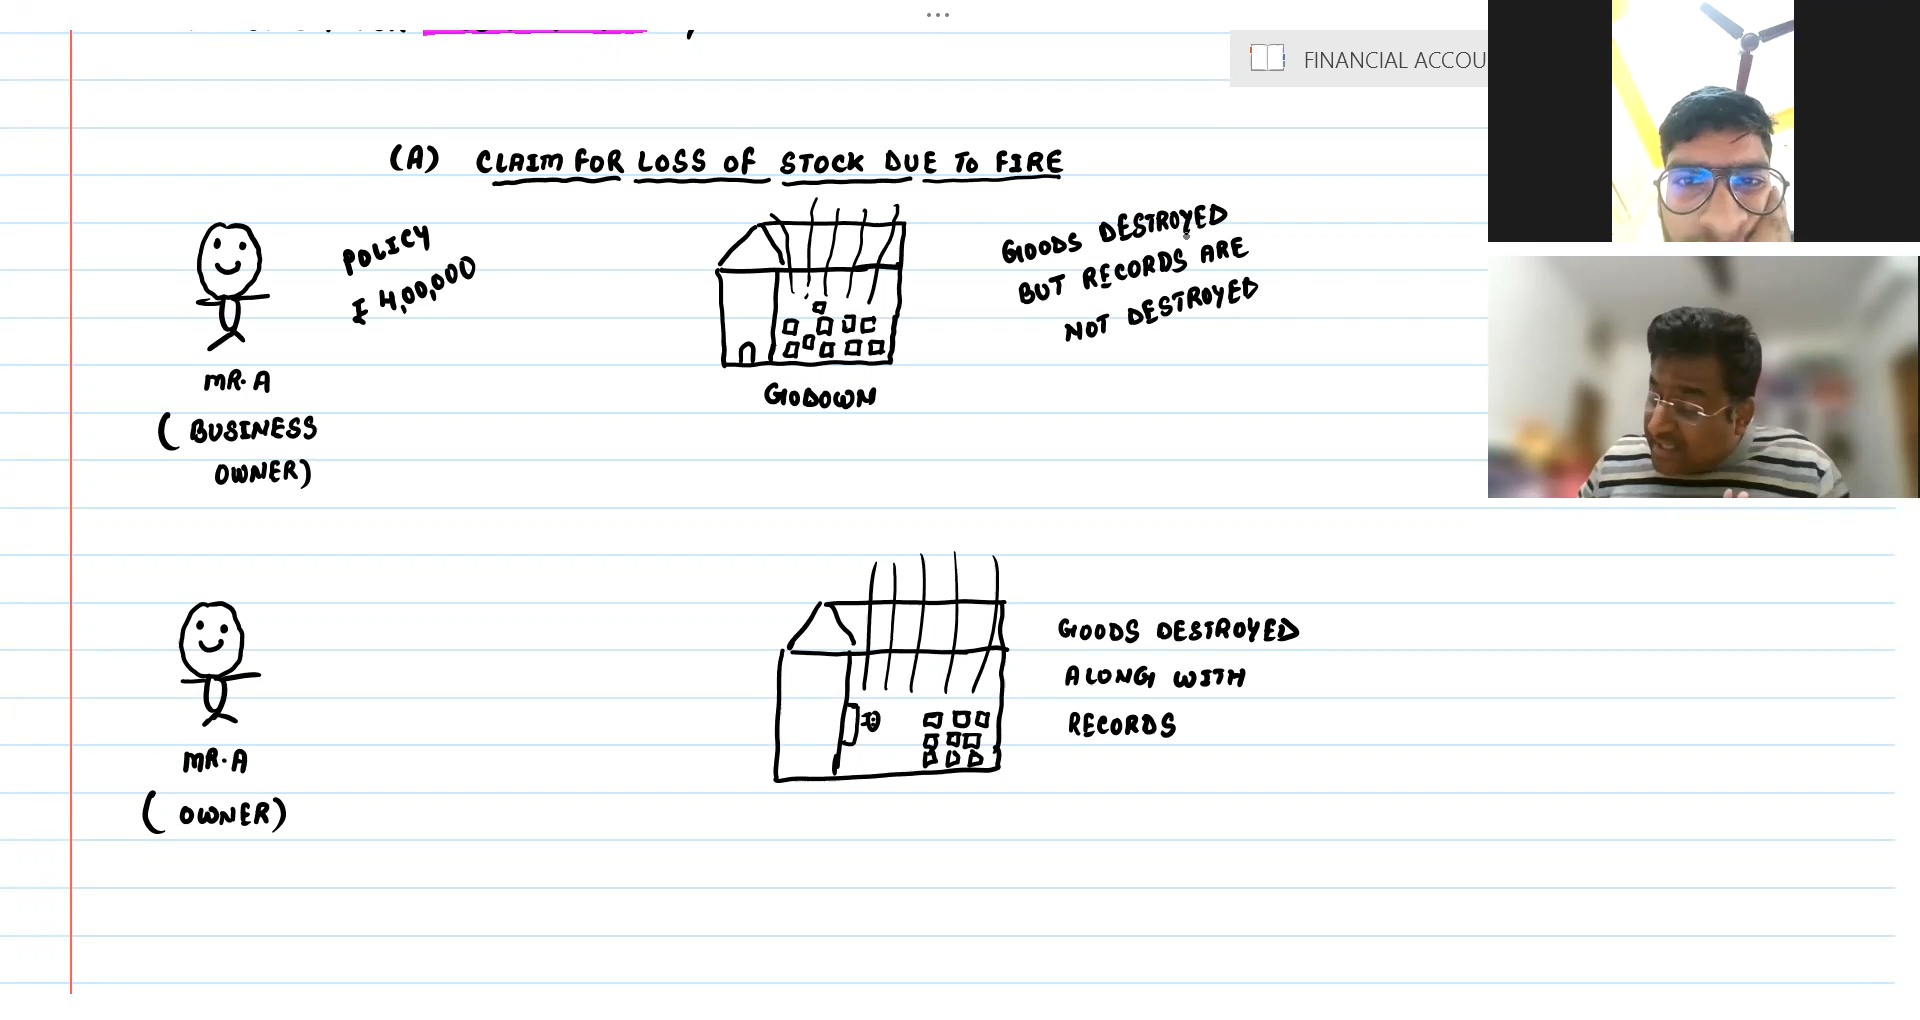 FINANCIAL ACCOU
(A) CLAIM FOR LOSS OF STOCK DUE TO FIRE
POLICY
₹ 4,00,000
GOODS DESTROYED
BUT RECORDS ARE
NOT DESTROYED
MR. A
(BUSINESS
OWNER)
GODOWN
GOODS DESTROYED
ALONG WITH
RECORDS
MR. A
(OWNER)